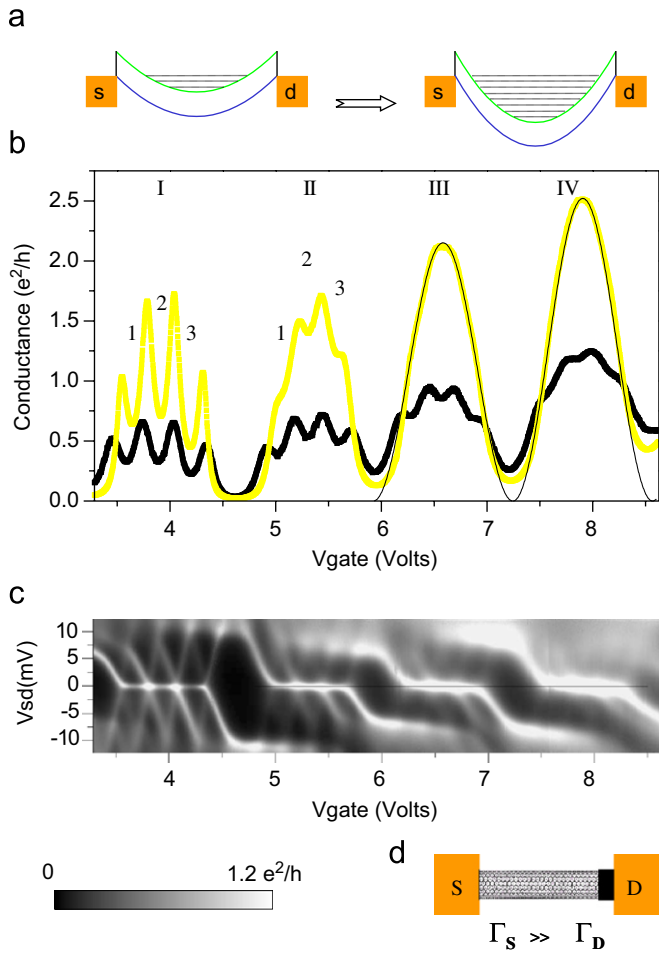 a
s d s d
b
I II III IV
2.5
2.0
1.5
1.0
0.5
0.0
Conductance (e²/h)
1 2 3
1 2 3
4 5 6 7 8
Vgate (Volts)
c
10
5
0
-5
-10
Vsd(mV)
4 5 6 7 8
Vgate (Volts)
0 1.2 e²/h
d
S D
Γ_S >> Γ_D